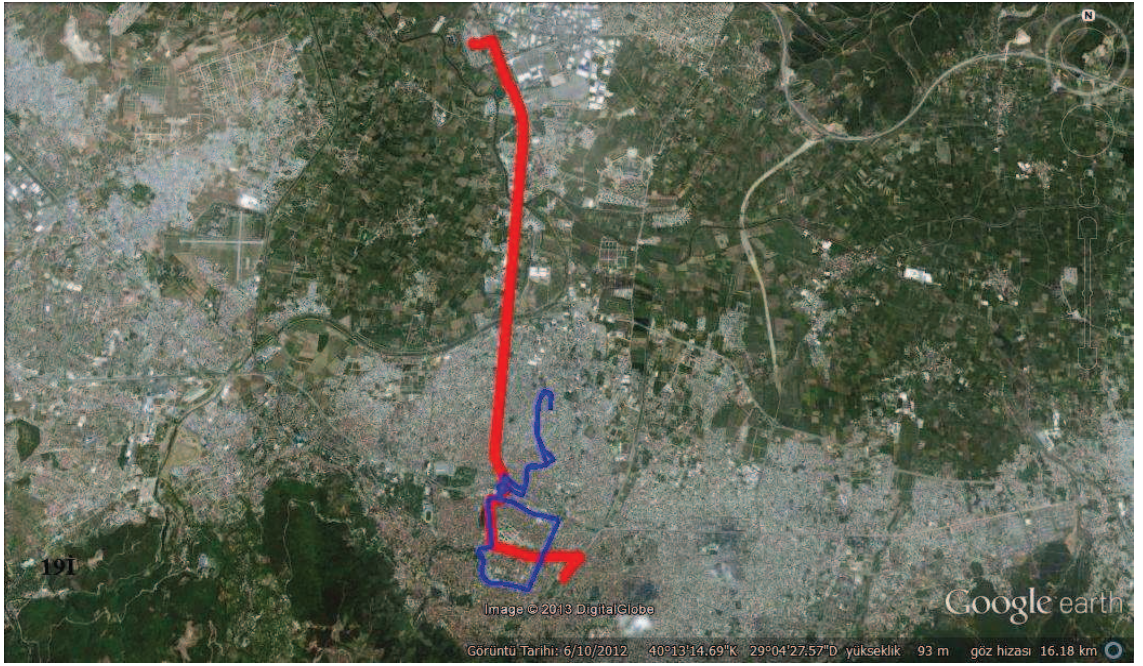 N
19İ
Image © 2013 DigitalGlobe
Google earth
Görüntü Tarihi: 6/10/2012 40°13'14.69"K 29°04'27.57"D yükseklik 93 m göz hizası 16.18 km